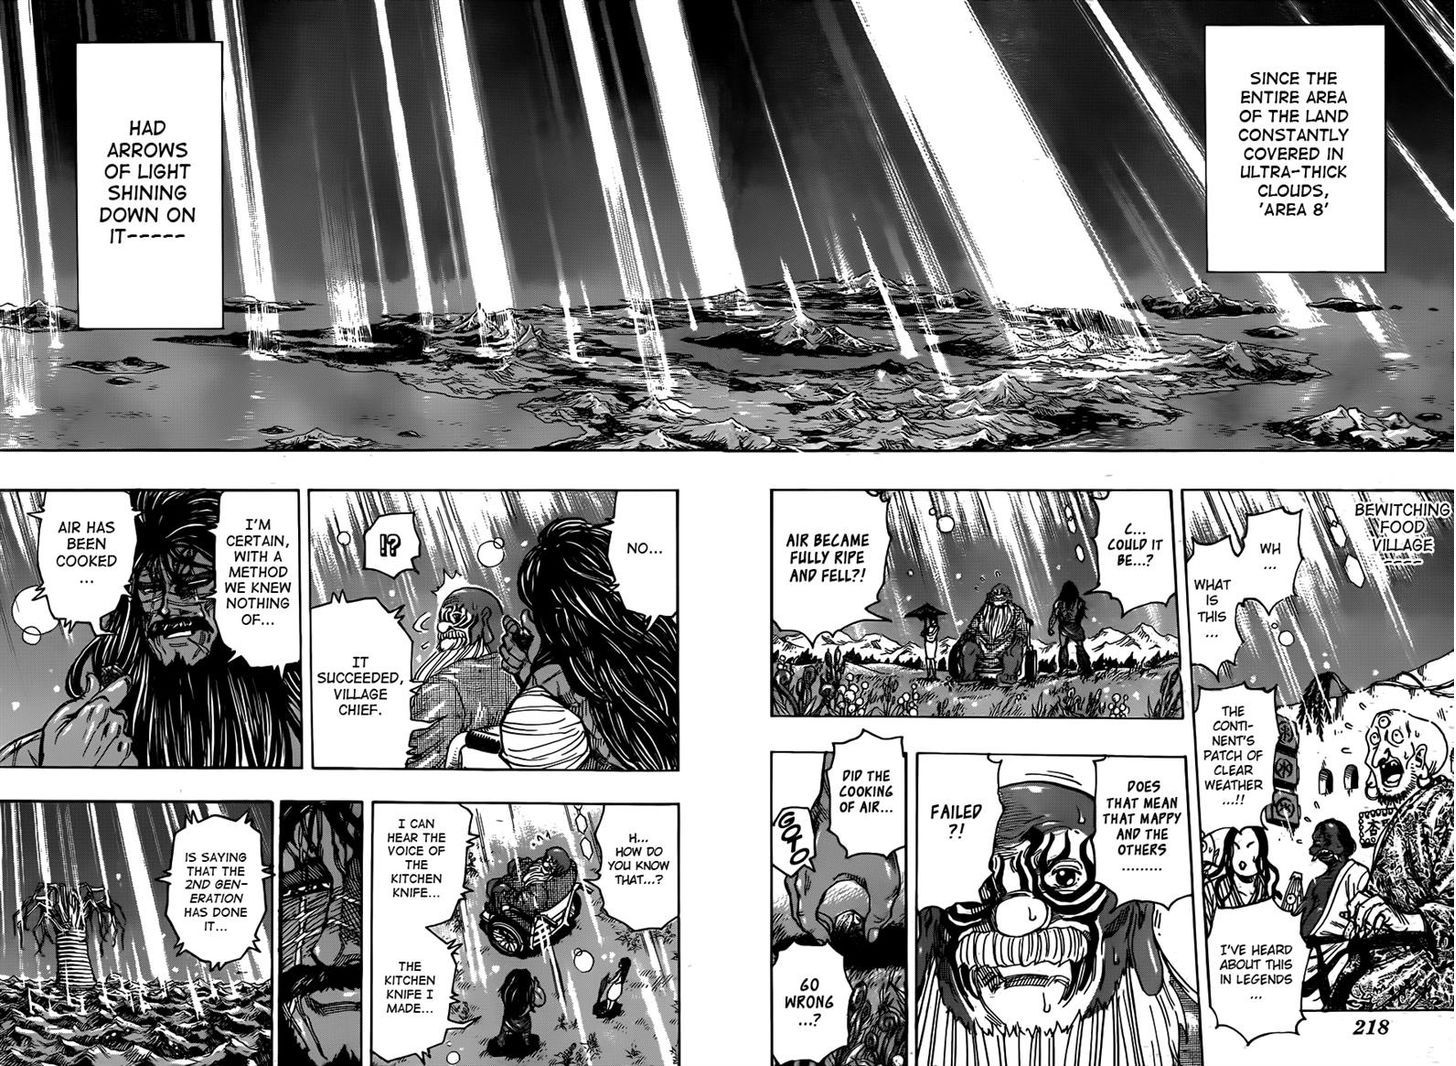 SINCE THE
ENTIRE AREA
OF THE LAND
CONSTANTLY
COVERED IN
ULTRA-THICK
CLOUDS,
'AREA 8'
HAD
ARROWS
OF LIGHT
SHINING
DOWN ON
IT-----
BEWITCHING
FOOD
VILLAGE
----
WH
...
WHAT
IS
THIS
...
THE
CONTI-
NENT'S
PATCH OF
CLEAR
WEATHER
...!!
I'VE HEARD
ABOUT THIS
IN LEGENDS
...
C...
COULD IT
BE...?
AIR BECAME
FULLY RIPE
AND FELL?!
DOES
THAT MEAN
THAT MAPPY
AND THE
OTHERS
.........
FAILED
?!
DID THE
COOKING
OF AIR...
GOTO
GO
WRONG
...?
218
NO...
!?
IT
SUCCEEDED,
VILLAGE
CHIEF.
I'M
CERTAIN,
WITH A
METHOD
WE KNEW
NOTHING
OF...
AIR HAS
BEEN
COOKED
...
H...
HOW DO
YOU KNOW
THAT...?
I CAN
HEAR THE
VOICE OF
THE
KITCHEN
KNIFE...
THE
KITCHEN
KNIFE I
MADE...
IS SAYING
THAT THE
2ND GEN-
ERATION
HAS DONE
IT...